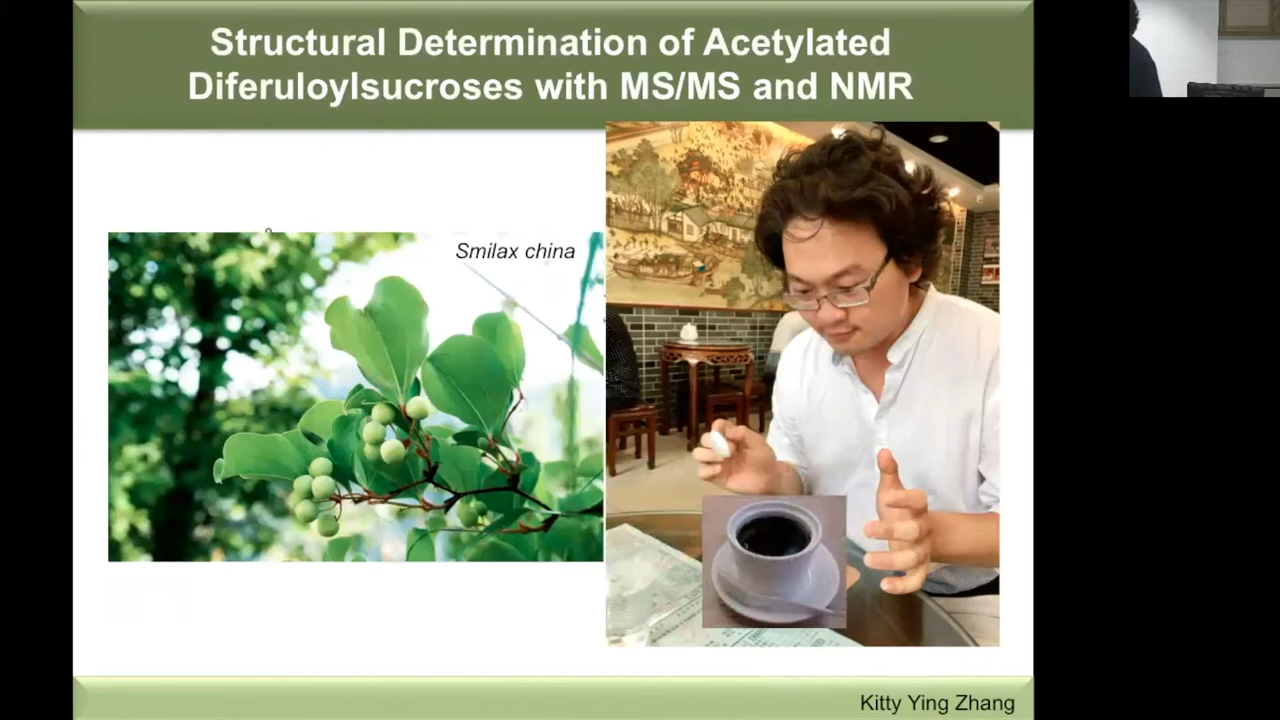 Structural Determination of Acetylated
Diferuloylsucroses with MS/MS and NMR
Smilax china
Kitty Ying Zhang